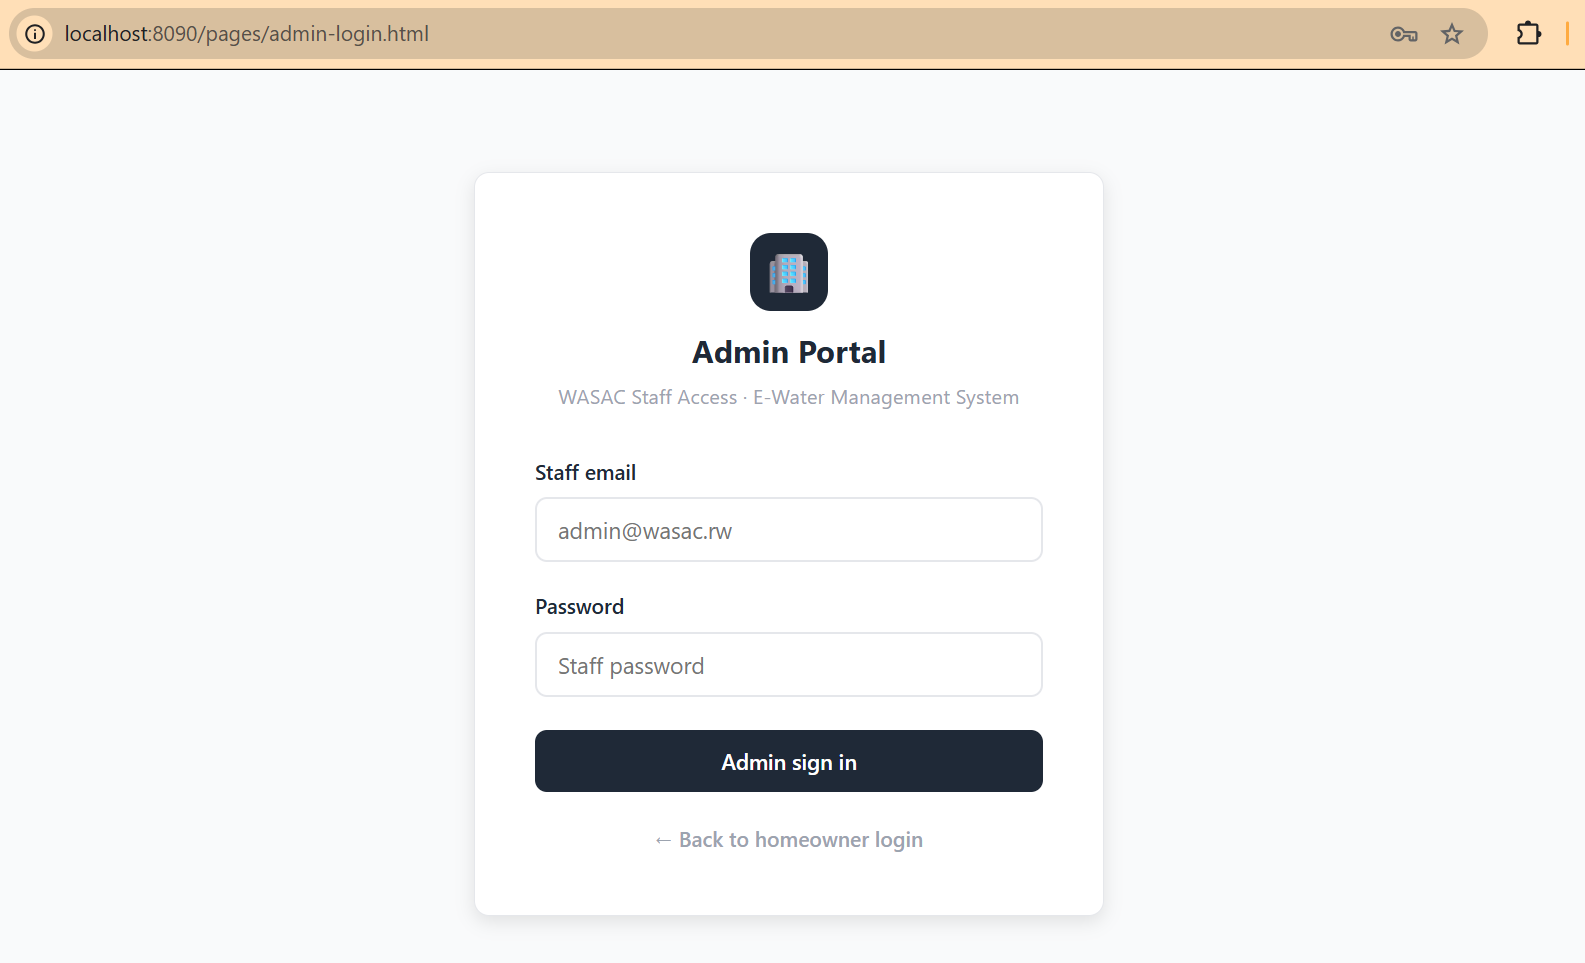 localhost:8090/pages/admin-login.html
Admin Portal
WASAC Staff Access · E-Water Management System
Staff email
admin@wasac.rw
Password
Staff password
Admin sign in
← Back to homeowner login